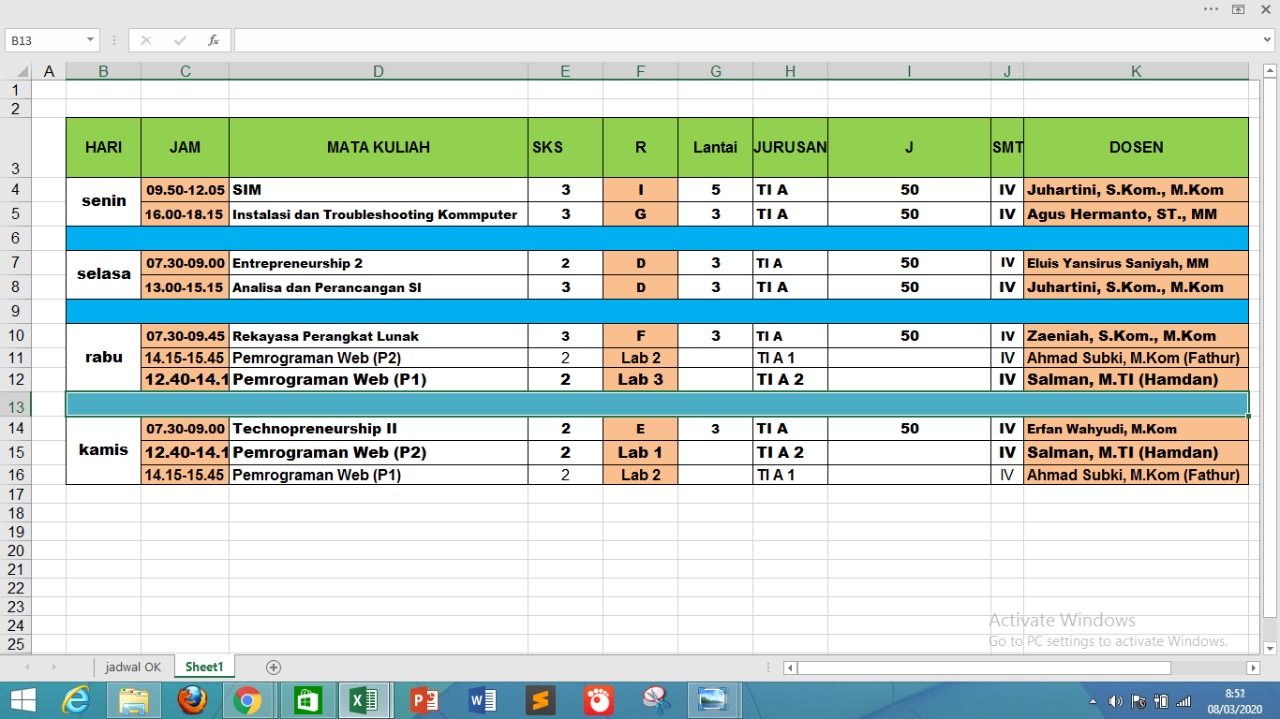 B13 fx
A B C D E F G H I J K
1
2
3 HARI JAM MATA KULIAH SKS R Lantai JURUSAN J SMT DOSEN
4 senin 09.50-12.05 SIM 3 I 5 TI A 50 IV Juhartini, S.Kom., M.Kom
5 16.00-18.15 Instalasi dan Troubleshooting Kommputer 3 G 3 TI A 50 IV Agus Hermanto, ST., MM
6
7 selasa 07.30-09.00 Entrepreneurship 2 2 D 3 TI A 50 IV Eluis Yansirus Saniyah, MM
8 13.00-15.15 Analisa dan Perancangan SI 3 D 3 TI A 50 IV Juhartini, S.Kom., M.Kom
9
10 rabu 07.30-09.45 Rekayasa Perangkat Lunak 3 F 3 TI A 50 IV Zaeniah, S.Kom., M.Kom
11 14.15-15.45 Pemrograman Web (P2) 2 Lab 2 TI A 1 IV Ahmad Subki, M.Kom (Fathur)
12 12.40-14.1 Pemrograman Web (P1) 2 Lab 3 TI A 2 IV Salman, M.TI (Hamdan)
13
14 kamis 07.30-09.00 Technopreneurship II 2 E 3 TI A 50 IV Erfan Wahyudi, M.Kom
15 12.40-14.1 Pemrograman Web (P2) 2 Lab 1 TI A 2 IV Salman, M.TI (Hamdan)
16 14.15-15.45 Pemrograman Web (P1) 2 Lab 2 TI A 1 IV Ahmad Subki, M.Kom (Fathur)
17
18
19
20
21
22
23
24 Activate Windows
25 Go to PC settings to activate Windows.
jadwal OK Sheet1
8:51
08/03/2020